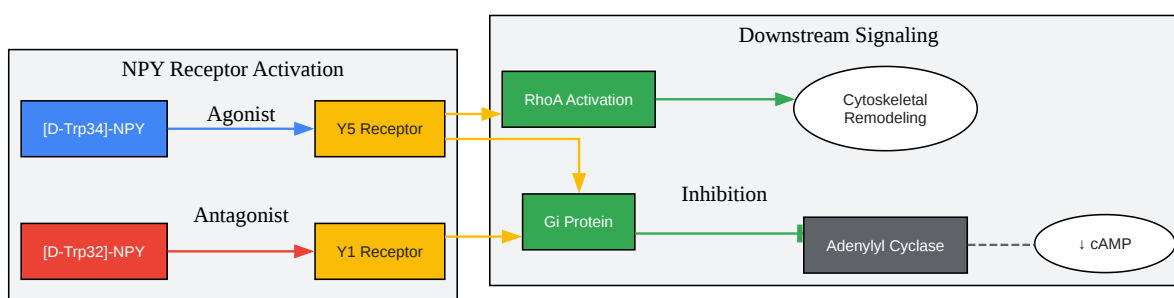 NPY Receptor Activation
[D-Trp34]-NPY
Agonist
Y5 Receptor
[D-Trp32]-NPY
Antagonist
Y1 Receptor
Downstream Signaling
RhoA Activation
Cytoskeletal
Remodeling
Gi Protein
Inhibition
Adenylyl Cyclase
↓ cAMP